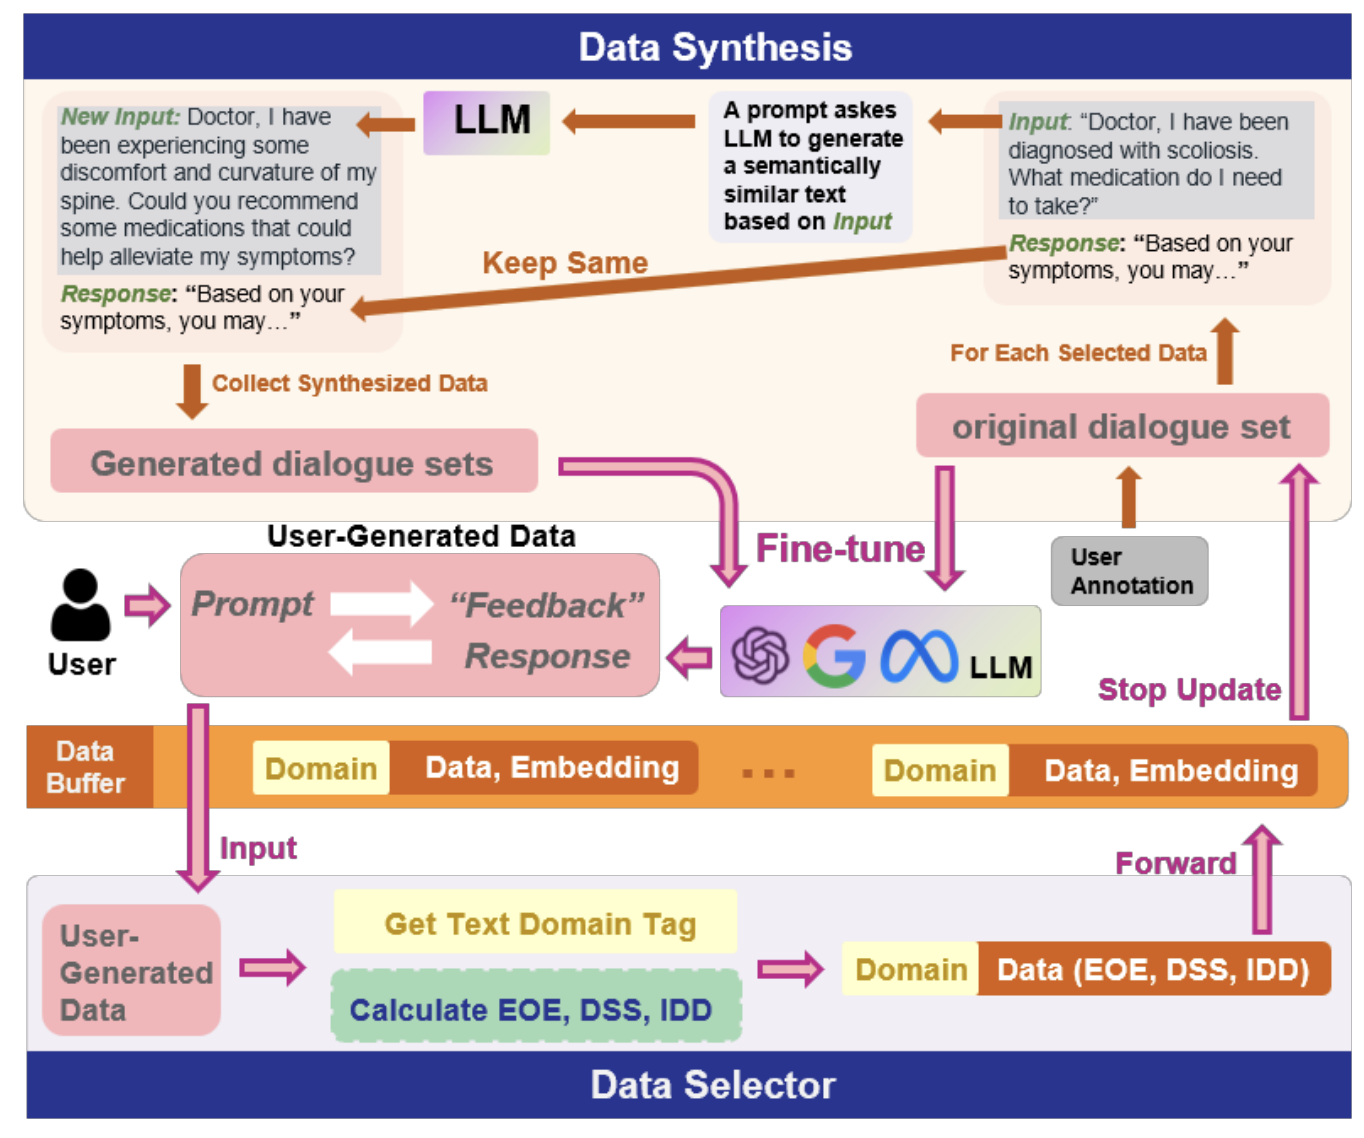 Data Synthesis
New Input: Doctor, I have
been experiencing some
discomfort and curvature of my
spine. Could you recommend
some medications that could
help alleviate my symptoms?
Response: “Based on your
symptoms, you may…”
LLM
A prompt askes
LLM to generate
a semantically
similar text
based on Input
Input: “Doctor, I have been
diagnosed with scoliosis.
What medication do I need
to take?”
Response: “Based on your
symptoms, you may…”
Keep Same
For Each Selected Data
Collect Synthesized Data
original dialogue set
Generated dialogue sets
User-Generated Data
Fine-tune
User
Annotation
Prompt
“Feedback”
Response
User
LLM
Stop Update
Data
Buffer
Domain
Data, Embedding
...
Domain
Data, Embedding
Input
Forward
User-
Generated
Data
Get Text Domain Tag
Calculate EOE, DSS, IDD
Domain
Data (EOE, DSS, IDD)
Data Selector